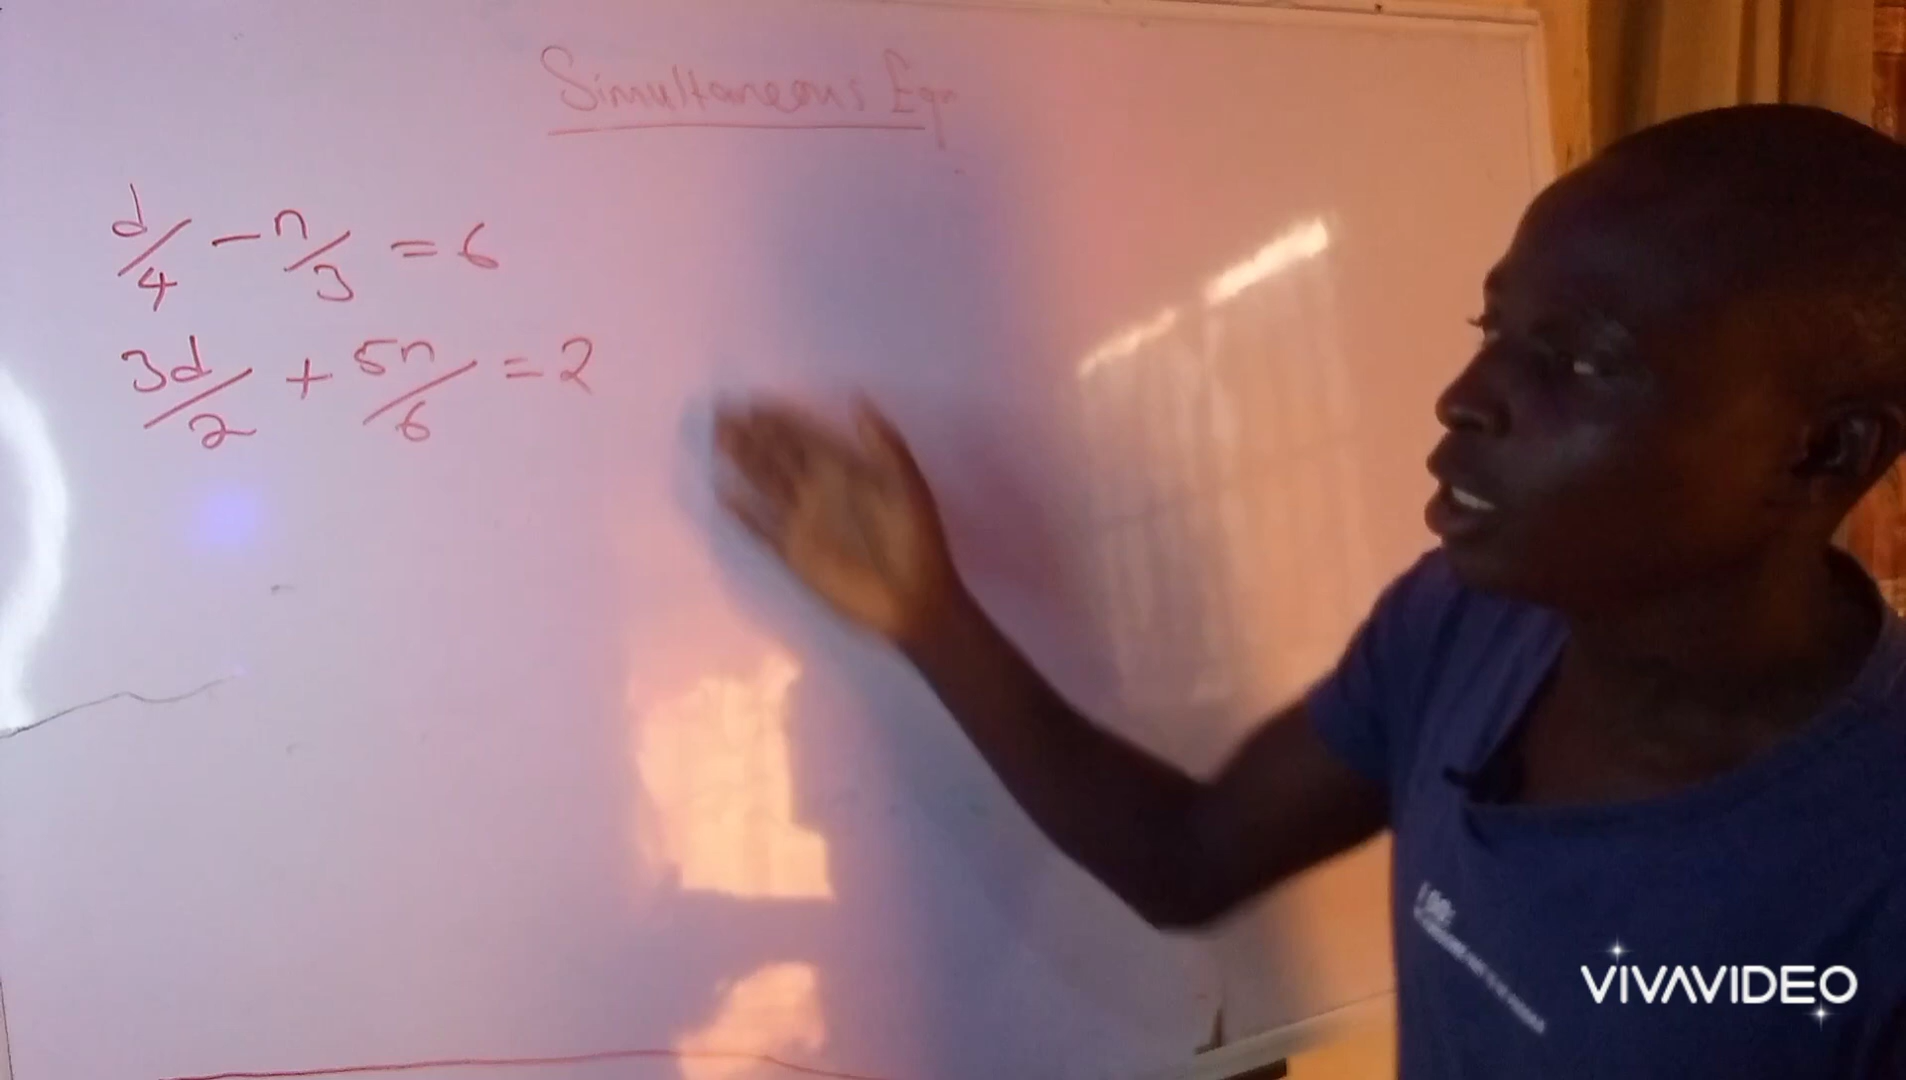 Simultaneous Eqn
d/4 - n/3 = 6
3d/2 + 5n/6 = 2
VIVAVIDEO